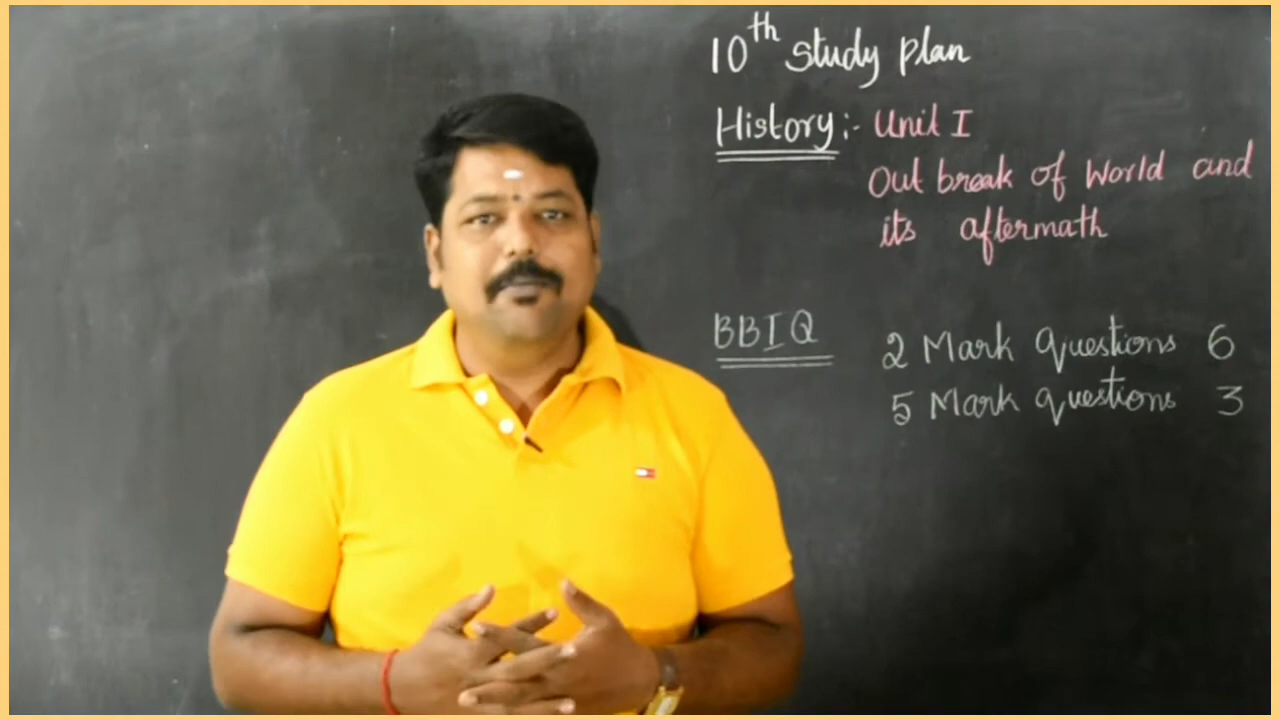 10th study plan
History:- Unit I
Out break of World and
its aftermath
BBIQ 2 Mark Questions 6
5 Mark questions 3